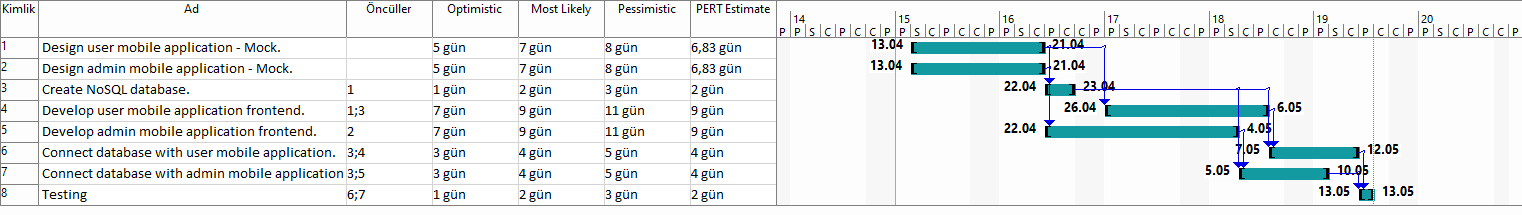 Kimlik Ad Öncüller Optimistic Most Likely Pessimistic PERT Estimate 14 15 16 17 18 19 20
P P S C P C S P P S C P C S P P S C P C S P P S C P C S P P S C P C S P
1 Design user mobile application - Mock. 5 gün 7 gün 8 gün 6,83 gün 13.04 21.04
2 Design admin mobile application - Mock. 5 gün 7 gün 8 gün 6,83 gün 13.04 21.04
3 Create NoSQL database. 1 1 gün 2 gün 3 gün 2 gün 22.04 23.04
4 Develop user mobile application frontend. 1;3 7 gün 9 gün 11 gün 9 gün 26.04 6.05
5 Develop admin mobile application frontend. 2 7 gün 9 gün 11 gün 9 gün 22.04 4.05
6 Connect database with user mobile application. 3;4 3 gün 4 gün 5 gün 4 gün 7.05 12.05
7 Connect database with admin mobile application 3;5 3 gün 4 gün 5 gün 4 gün 5.05 10.05
8 Testing 6;7 1 gün 2 gün 3 gün 2 gün 13.05 13.05